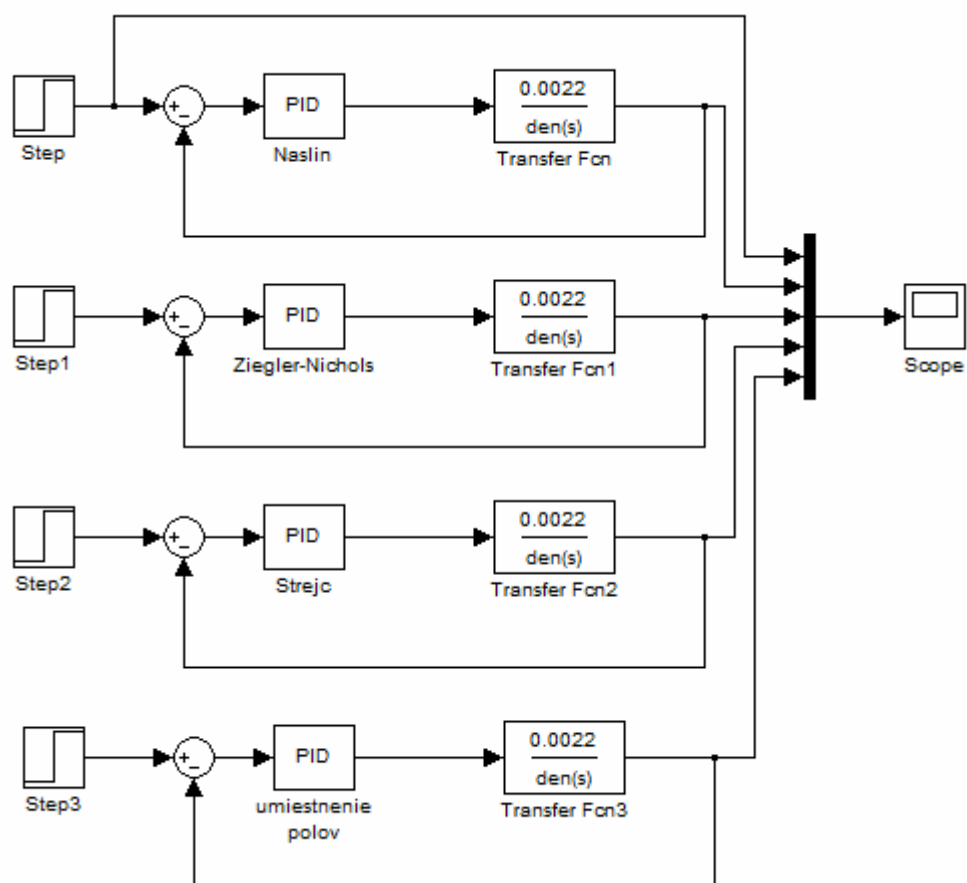 Step
+
−
PID
Naslin
0.0022
den(s)
Transfer Fcn
Step1
+
−
PID
Ziegler-Nichols
0.0022
den(s)
Transfer Fcn1
Scope
Step2
+
−
PID
Strejc
0.0022
den(s)
Transfer Fcn2
Step3
+
−
PID
umiestnenie
polov
0.0022
den(s)
Transfer Fcn3